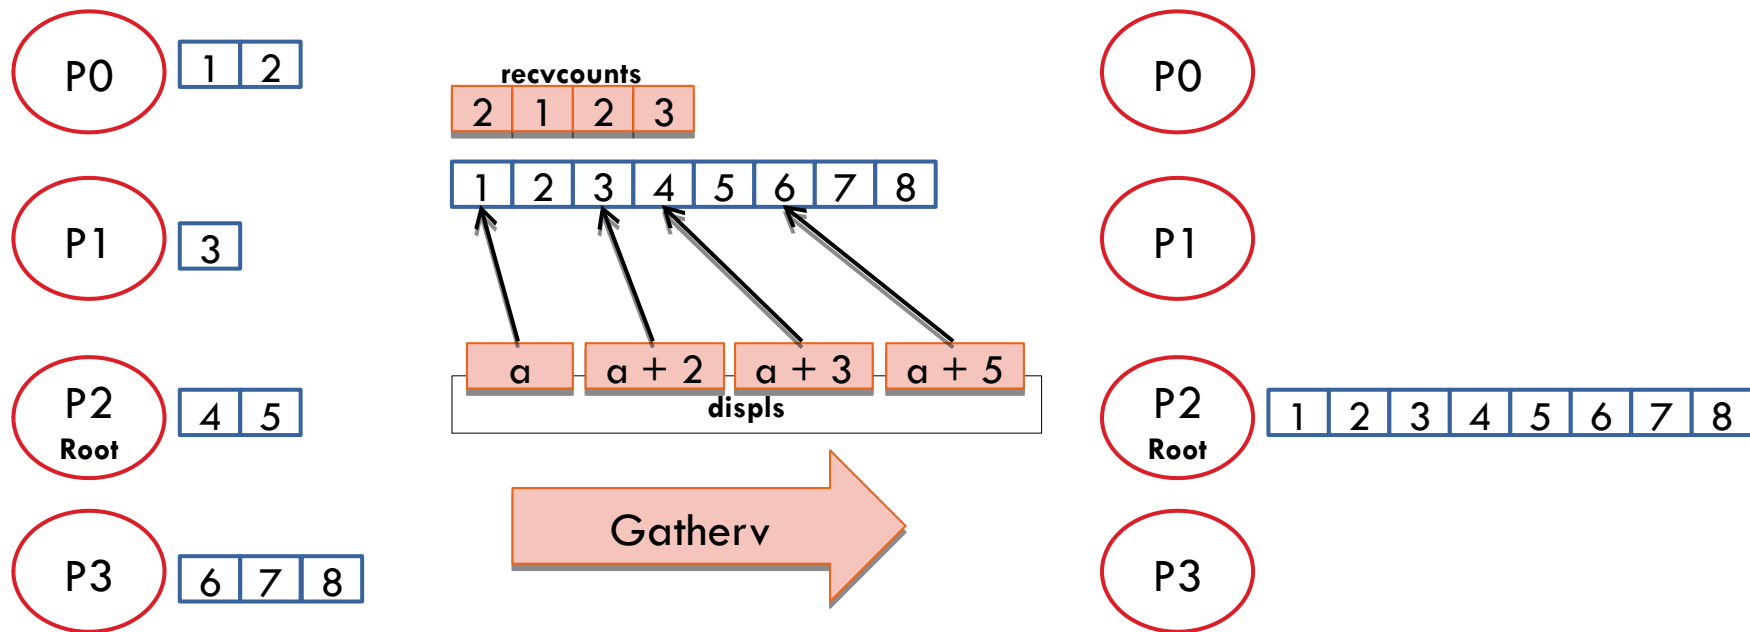 P0
1 2
recvcounts
2 1 2 3
P0
1 2 3 4 5 6 7 8
P1
3
P1
a a + 2 a + 3 a + 5
displs
P2
Root
4 5
P2
Root
1 2 3 4 5 6 7 8
Gatherv
P3
6 7 8
P3